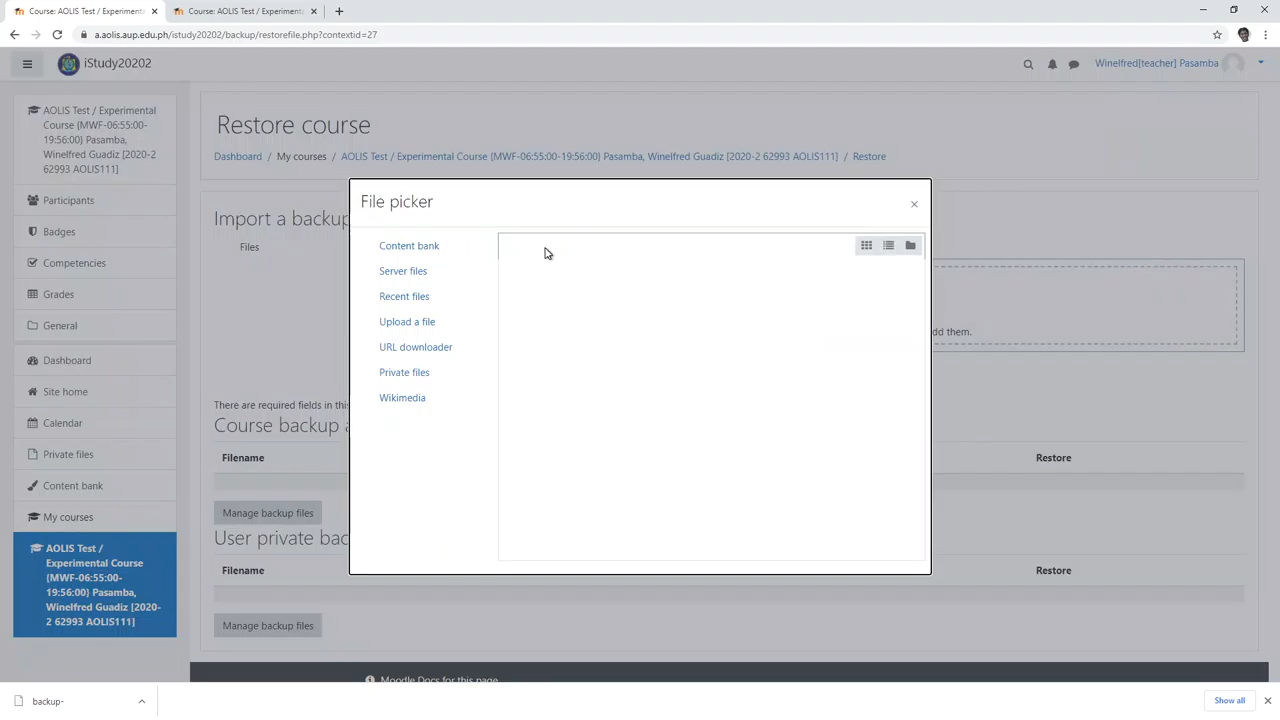 Course: AOLIS Test / Experimenta
Course: AOLIS Test / Experimenta
a.aolis.aup.edu.ph/istudy20202/backup/restorefile.php?contextid=27
iStudy20202
Winelfred[teacher] Pasamba
AOLIS Test / Experimental
Course {MWF-06:55:00-
19:56:00} Pasamba,
Winelfred Guadiz [2020-2
62993 AOLIS111]
Participants
Badges
Competencies
Grades
General
Dashboard
Site home
Calendar
Private files
Content bank
My courses
AOLIS Test /
Experimental Course
{MWF-06:55:00-
19:56:00} Pasamba,
Winelfred Guadiz [2020-
2 62993 AOLIS111]
Restore course
Dashboard / My courses / AOLIS Test / Experimental Course {MWF-06:55:00-19:56:00} Pasamba, Winelfred Guadiz [2020-2 62993 AOLIS111] / Restore
Import a backup
Files
dd them.
There are required fields in this
Course backup a
Filename
Restore
Manage backup files
User private bac
Filename
Restore
Manage backup files
File picker
Content bank
Server files
Recent files
Upload a file
URL downloader
Private files
Wikimedia
Moodle Docs for this page
backup-
Show all